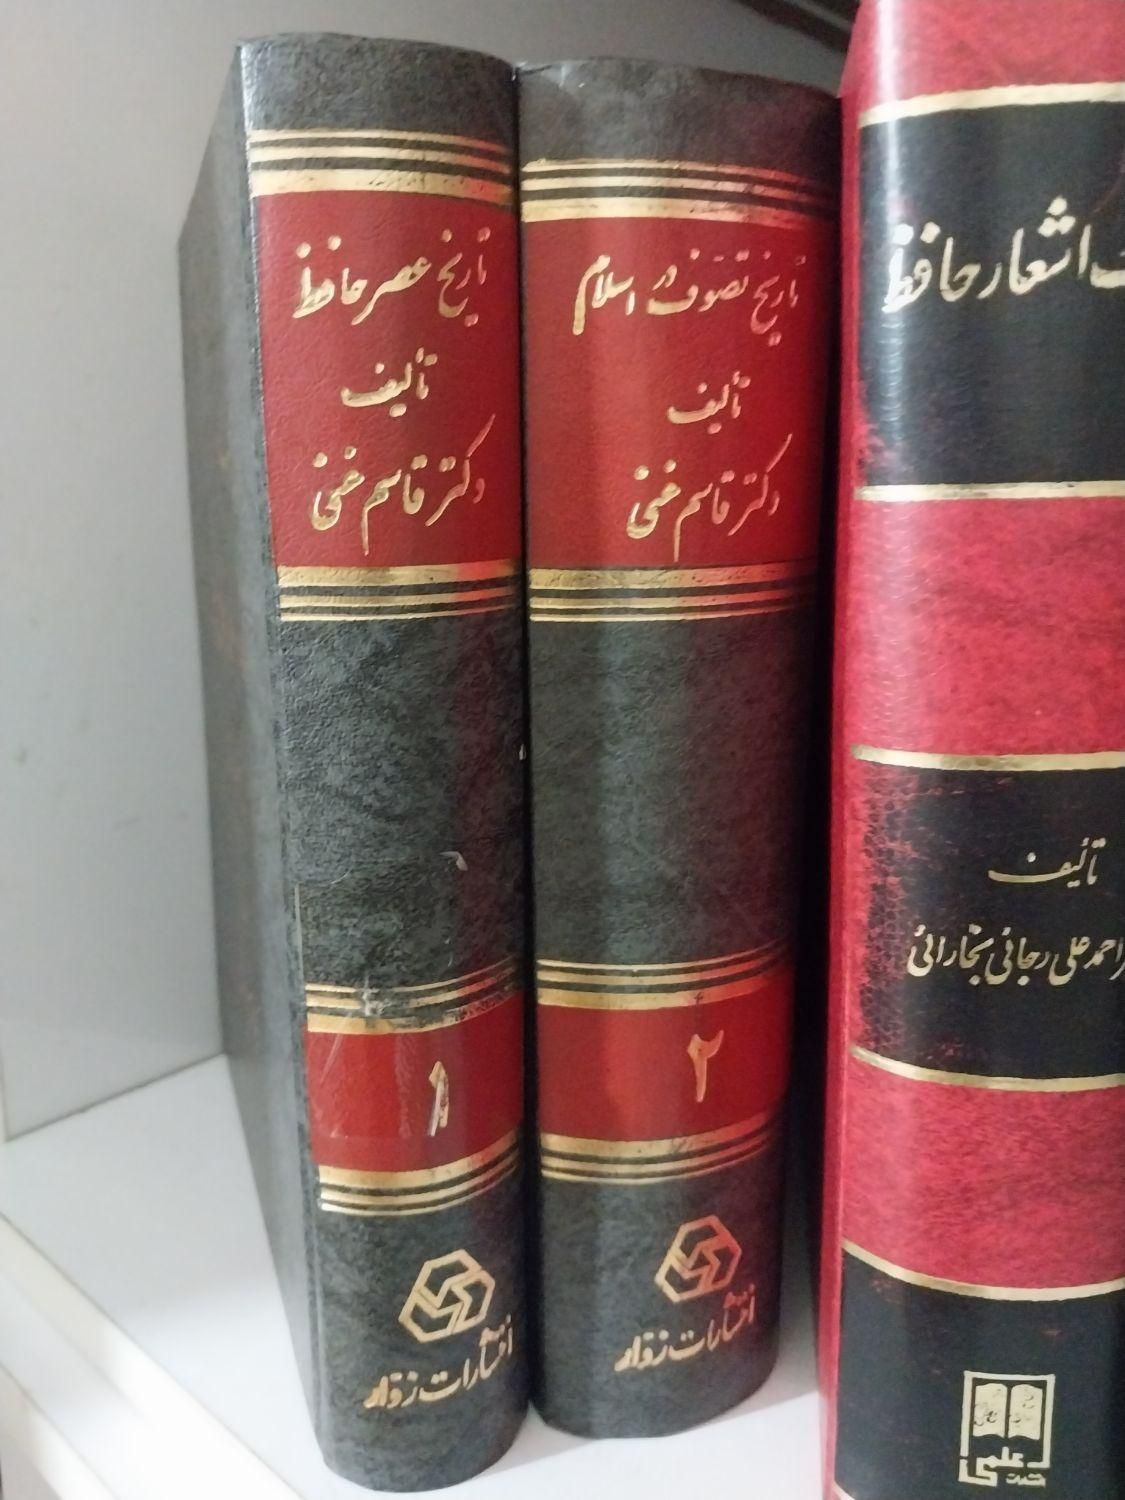 تاریخ عصر حافظ
تألیف
دکتر قاسم غنی
۱
انتشارات زوار
تاریخ تصوف در اسلام
تألیف
دکتر قاسم غنی
۲
انتشارات زوار
اشعار حافظ
تألیف
احمد علی رجائی بخارائی
انتشارات علمی